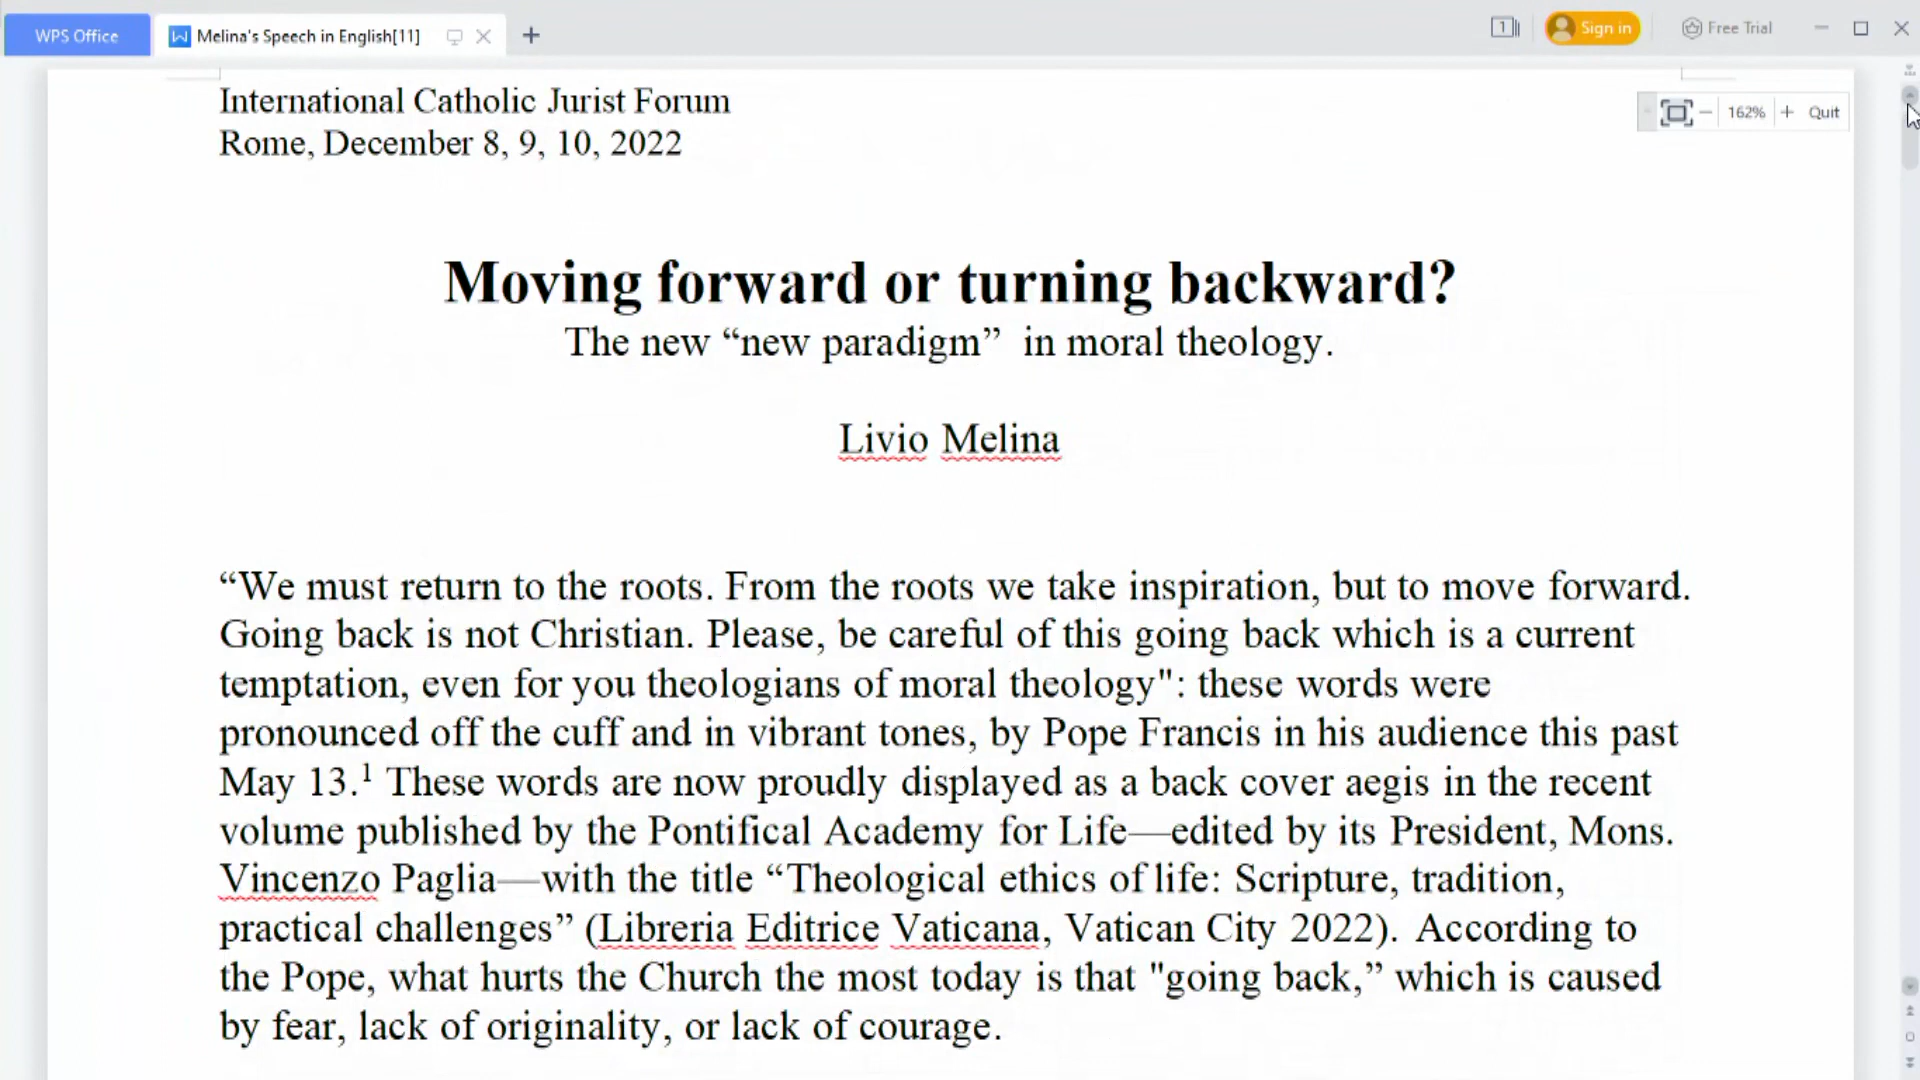 WPS Office
Melina's Speech in English[11]
1
Sign in
Free Trial
International Catholic Jurist Forum
Rome, December 8, 9, 10, 2022
162%
Quit
Moving forward or turning backward?
The new “new paradigm”  in moral theology.
Livio Melina
“We must return to the roots. From the roots we take inspiration, but to move forward.
Going back is not Christian. Please, be careful of this going back which is a current
temptation, even for you theologians of moral theology": these words were
pronounced off the cuff and in vibrant tones, by Pope Francis in his audience this past
May 13.¹ These words are now proudly displayed as a back cover aegis in the recent
volume published by the Pontifical Academy for Life—edited by its President, Mons.
Vincenzo Paglia—with the title “Theological ethics of life: Scripture, tradition,
practical challenges” (Libreria Editrice Vaticana, Vatican City 2022). According to
the Pope, what hurts the Church the most today is that "going back,” which is caused
by fear, lack of originality, or lack of courage.